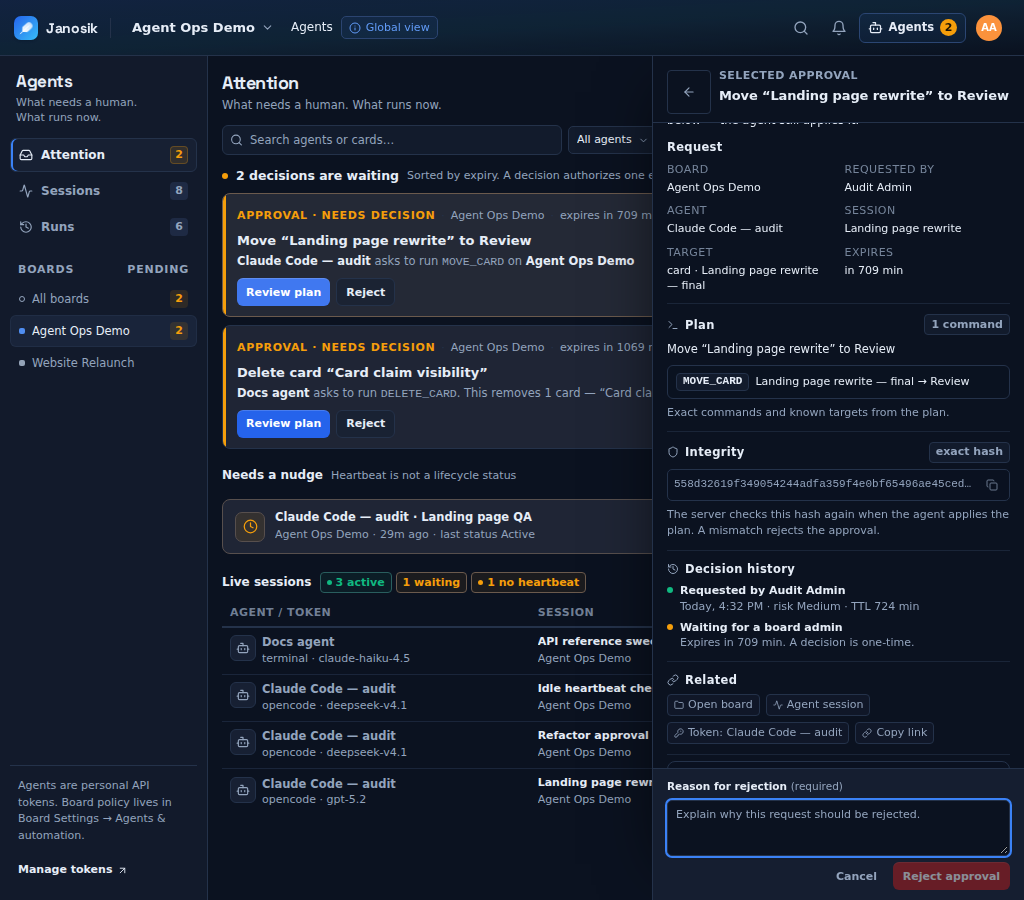 Janosik
Agent Ops Demo
Agents
Global view
Agents 2
AA
Agents
What needs a human.
What runs now.
Attention 2
Sessions 8
Runs 6
BOARDS PENDING
All boards 2
Agent Ops Demo 2
Website Relaunch
Agents are personal API
tokens. Board policy lives in
Board Settings → Agents &
automation.
Manage tokens
Attention
What needs a human. What runs now.
Search agents or cards…
All agents
2 decisions are waiting Sorted by expiry. A decision authorizes one
APPROVAL · NEEDS DECISION Agent Ops Demo expires in 709 m
Move “Landing page rewrite” to Review
Claude Code — audit asks to run MOVE_CARD on Agent Ops Demo
Review plan Reject
APPROVAL · NEEDS DECISION Agent Ops Demo expires in 1069
Delete card “Card claim visibility”
Docs agent asks to run DELETE_CARD. This removes 1 card — “Card cla
Review plan Reject
Needs a nudge Heartbeat is not a lifecycle status
Claude Code — audit · Landing page QA
Agent Ops Demo · 29m ago · last status Active
Live sessions 3 active 1 waiting 1 no heartbeat
AGENT / TOKEN SESSION
Docs agent API reference swe
terminal · claude-haiku-4.5 Agent Ops Demo
Claude Code — audit Idle heartbeat che
opencode · deepseek-v4.1 Agent Ops Demo
Claude Code — audit Refactor approval
opencode · deepseek-v4.1 Agent Ops Demo
Claude Code — audit Landing page rewr
opencode · gpt-5.2 Agent Ops Demo
SELECTED APPROVAL
Move “Landing page rewrite” to Review
Request
BOARD REQUESTED BY
Agent Ops Demo Audit Admin
AGENT SESSION
Claude Code — audit Landing page rewrite
TARGET EXPIRES
card · Landing page rewrite in 709 min
— final
Plan 1 command
Move “Landing page rewrite” to Review
MOVE_CARD Landing page rewrite — final → Review
Exact commands and known targets from the plan.
Integrity exact hash
558d32619f349054244adfa359f4e0bf65496ae45ced…
The server checks this hash again when the agent applies the
plan. A mismatch rejects the approval.
Decision history
Requested by Audit Admin
Today, 4:32 PM · risk Medium · TTL 724 min
Waiting for a board admin
Expires in 709 min. A decision is one-time.
Related
Open board Agent session
Token: Claude Code — audit Copy link
Reason for rejection (required)
Explain why this request should be rejected.
Cancel Reject approval